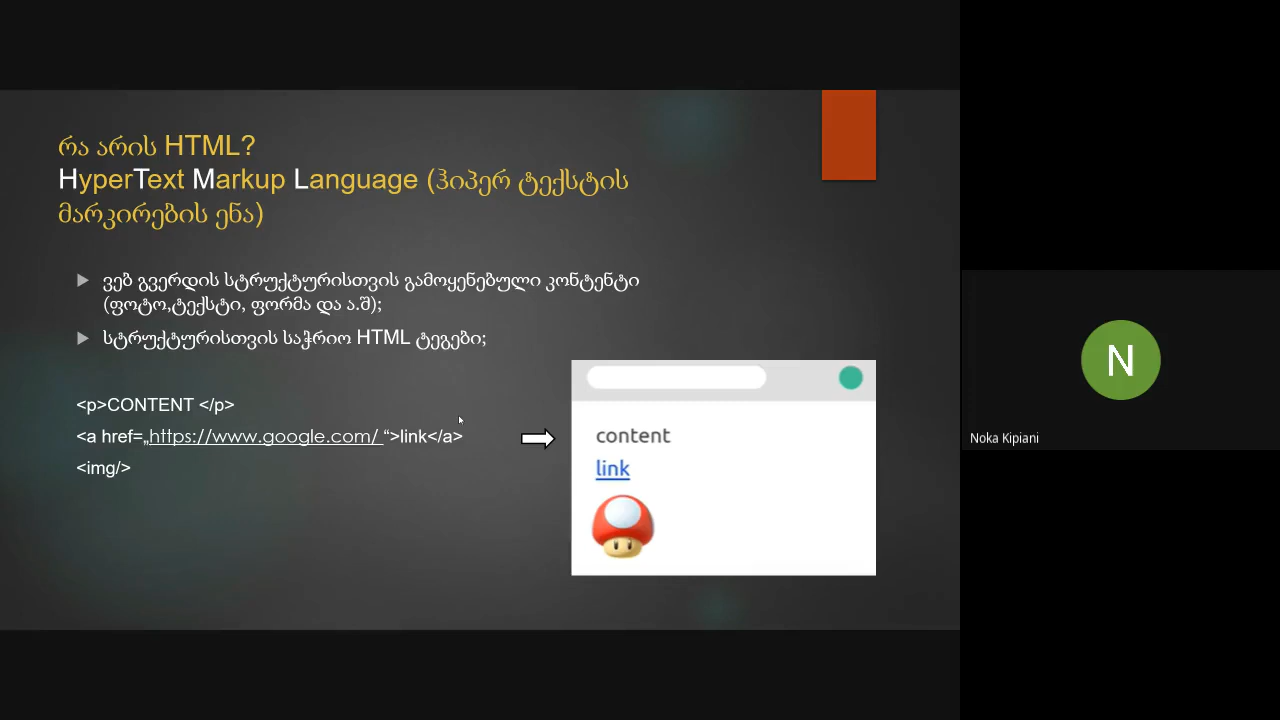 რა არის HTML?
HyperText Markup Language (ჰიპერ ტექსტის
მარკირების ენა)
ვებ გვერდის სტრუქტურისთვის გამოყენებული კონტენტი
(ფოტო,ტექსტი, ფორმა და ა.შ);
სტრუქტურისთვის საჭრიო HTML ტეგები;
<p>CONTENT </p>
<a href=„https://www.google.com/ “>link</a>
<img/>
content
link
N
Noka Kipiani